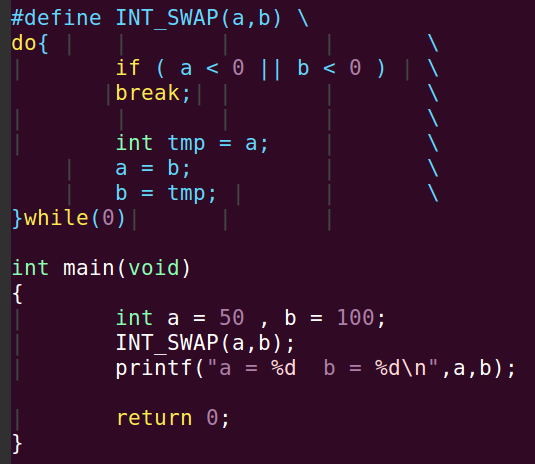 #define INT_SWAP(a,b) \
do{ \
if ( a < 0 || b < 0 ) \
break; \
\
int tmp = a; \
a = b; \
b = tmp; \
}while(0)
int main(void)
{
int a = 50 , b = 100;
INT_SWAP(a,b);
printf("a = %d  b = %d\n",a,b);
return 0;
}